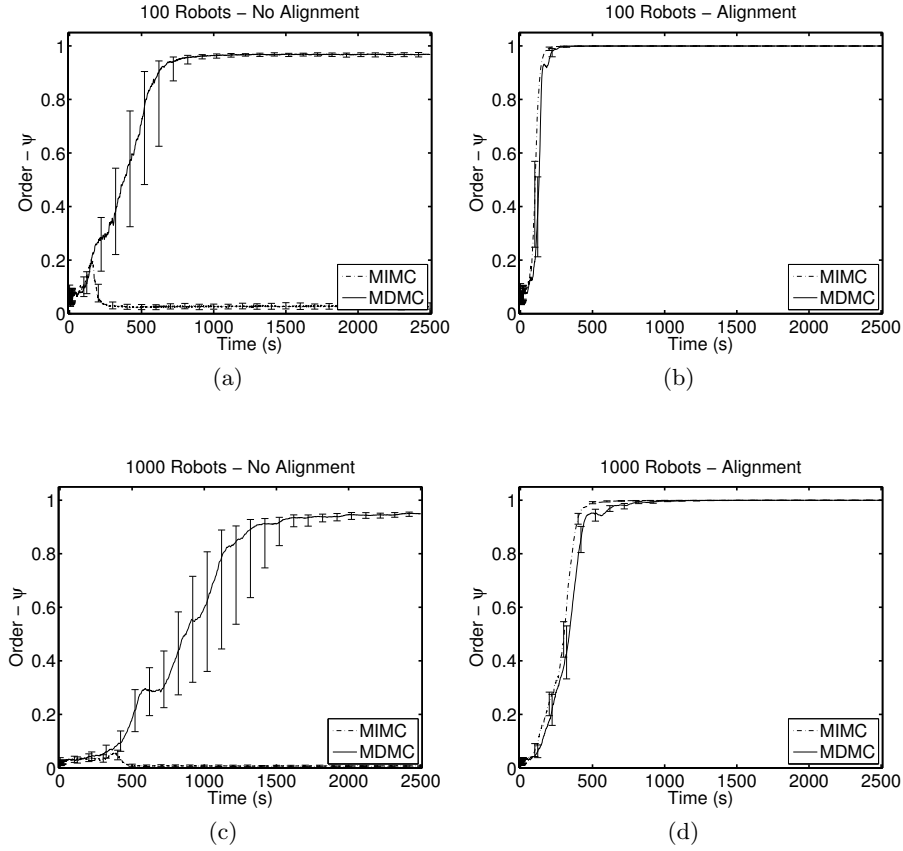 100 Robots – No Alignment
Order – ψ
1
0.8
0.6
0.4
0.2
0
0 500 1000 1500 2000 2500
Time (s)
MIMC
MDMC
(a)
100 Robots – Alignment
Order – ψ
1
0.8
0.6
0.4
0.2
0
0 500 1000 1500 2000 2500
Time (s)
MIMC
MDMC
(b)
1000 Robots – No Alignment
Order – ψ
1
0.8
0.6
0.4
0.2
0
0 500 1000 1500 2000 2500
Time (s)
MIMC
MDMC
(c)
1000 Robots – Alignment
Order – ψ
1
0.8
0.6
0.4
0.2
0
0 500 1000 1500 2000 2500
Time (s)
MIMC
MDMC
(d)